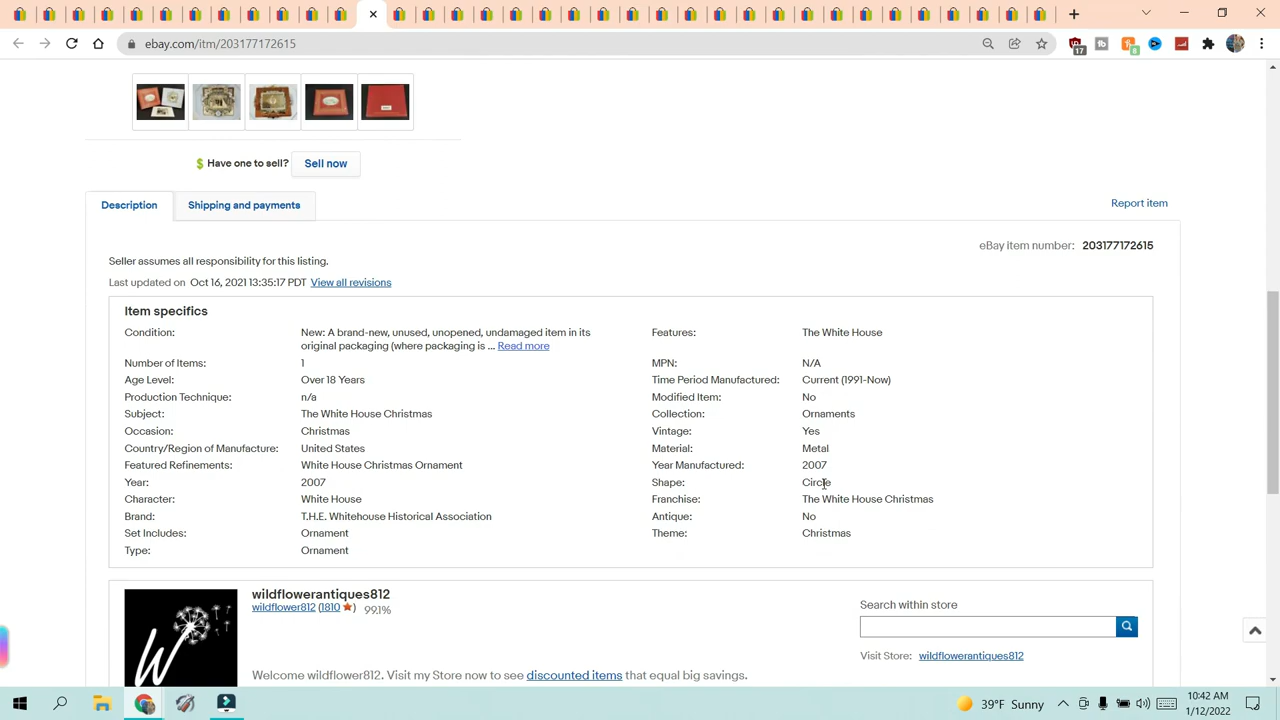 ebay.com/itm/203177172615
17
8
Have one to sell? Sell now
Description
Shipping and payments
Report item
eBay item number: 203177172615
Seller assumes all responsibility for this listing.
Last updated on Oct 16, 2021 13:35:17 PDT View all revisions
Item specifics
Condition: New: A brand-new, unused, unopened, undamaged item in its
original packaging (where packaging is ... Read more
Features: The White House
Number of Items: 1
MPN: N/A
Age Level: Over 18 Years
Time Period Manufactured: Current (1991-Now)
Production Technique: n/a
Modified Item: No
Subject: The White House Christmas
Collection: Ornaments
Occasion: Christmas
Vintage: Yes
Country/Region of Manufacture: United States
Material: Metal
Featured Refinements: White House Christmas Ornament
Year Manufactured: 2007
Year: 2007
Shape: Circle
Character: White House
Franchise: The White House Christmas
Brand: T.H.E. Whitehouse Historical Association
Antique: No
Set Includes: Ornament
Theme: Christmas
Type: Ornament
wildflowerantiques812
wildflower812 (1810 ) 99.1%
Search within store
Visit Store: wildflowerantiques812
W
Welcome wildflower812. Visit my Store now to see discounted items that equal big savings.
39°F Sunny
10:42 AM
1/12/2022